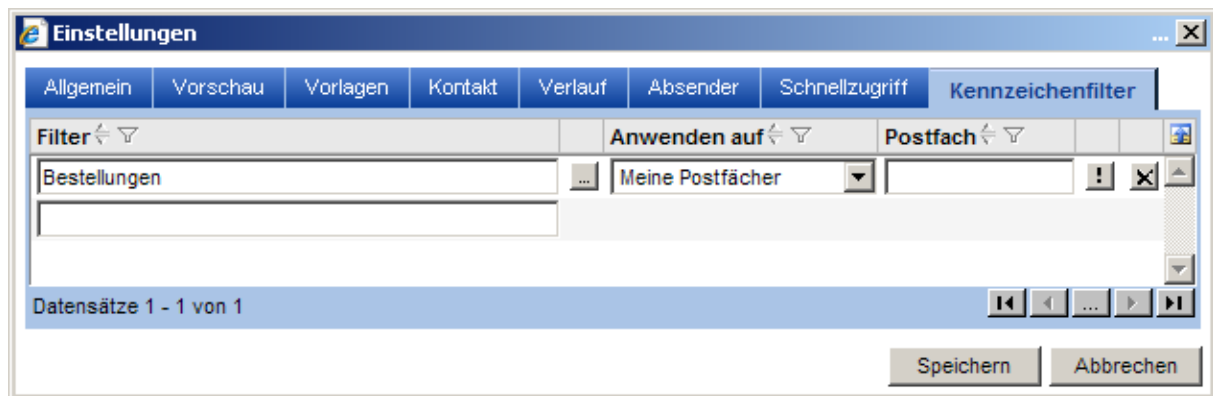 Einstellungen ...
Allgemein Vorschau Vorlagen Kontakt Verlauf Absender Schnellzugriff Kennzeichenfilter
Filter Anwenden auf Postfach
Bestellungen ... Meine Postfächer !
Datensätze 1 - 1 von 1 ...
Speichern Abbrechen